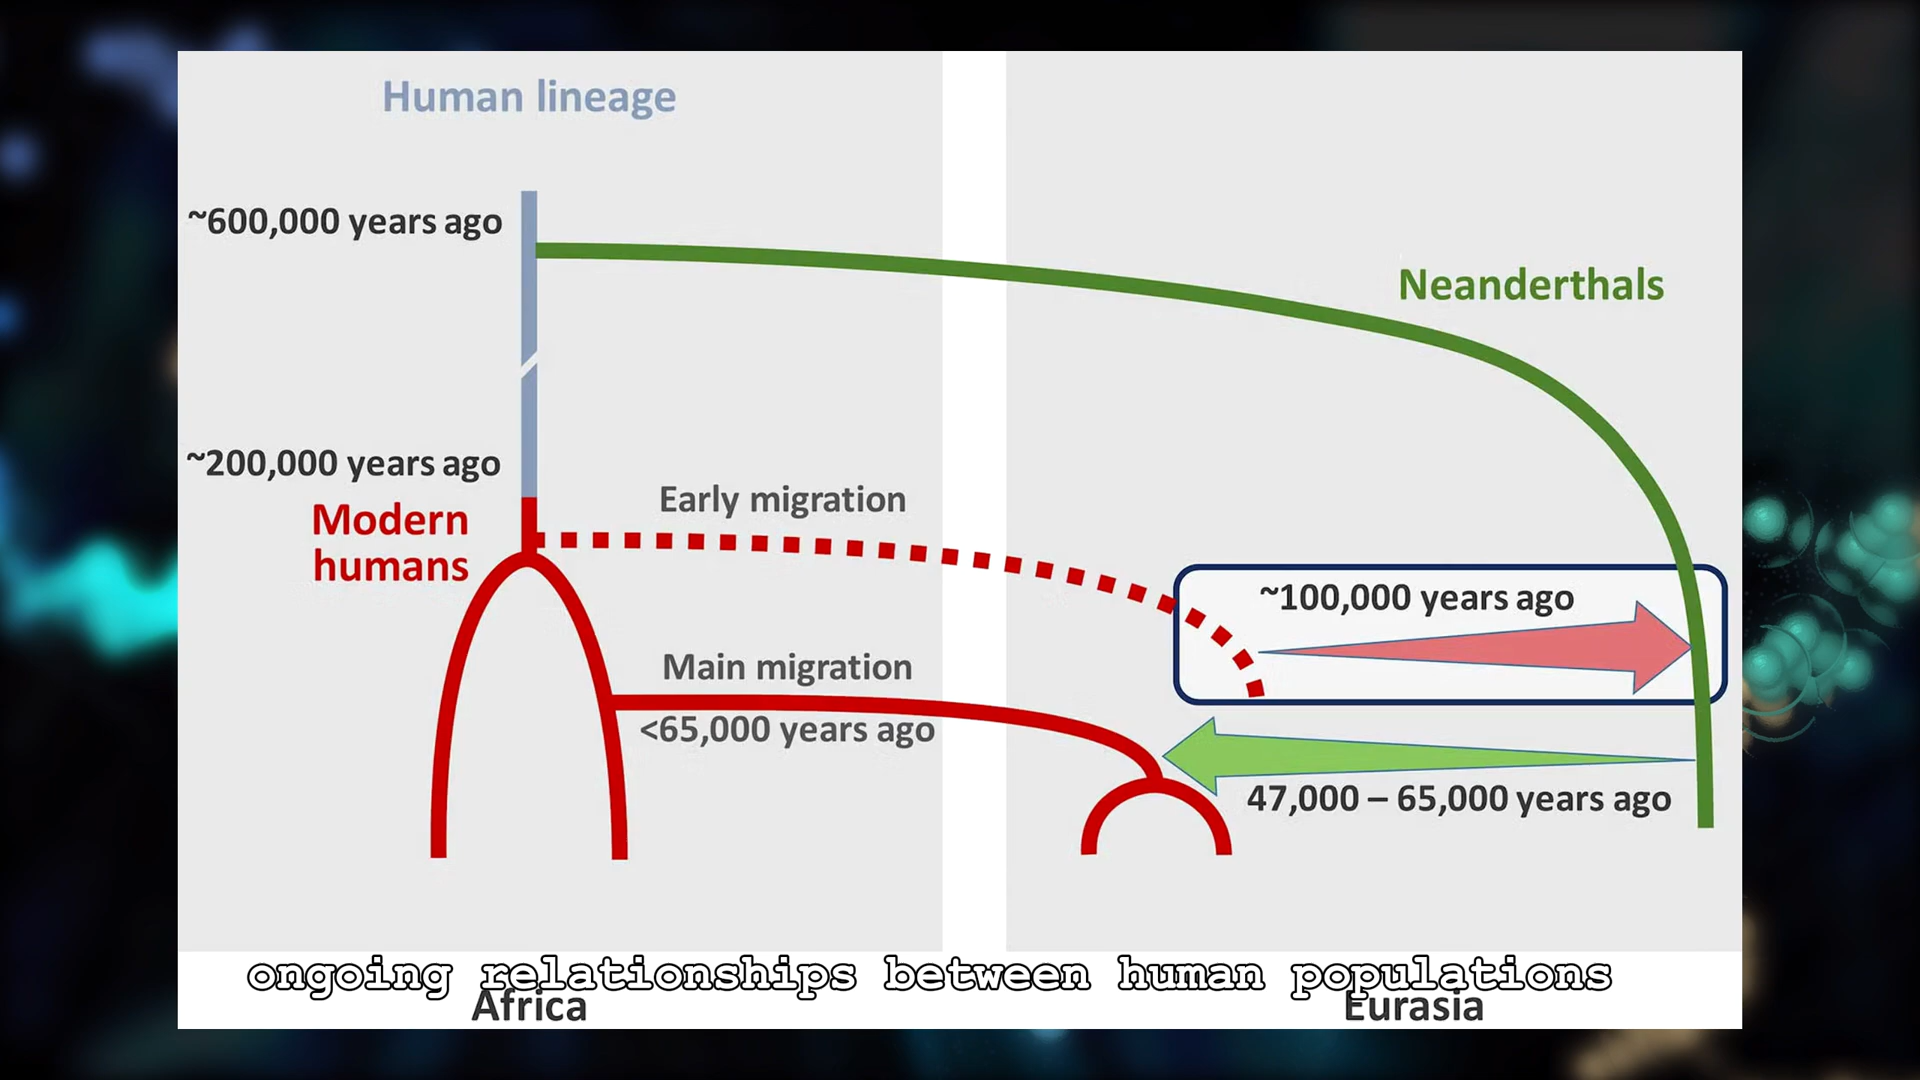 Human lineage
~600,000 years ago
Neanderthals
~200,000 years ago
Modern
humans
Early migration
~100,000 years ago
Main migration
<65,000 years ago
47,000 – 65,000 years ago
ongoing relationships between human populations
Africa
Eurasia